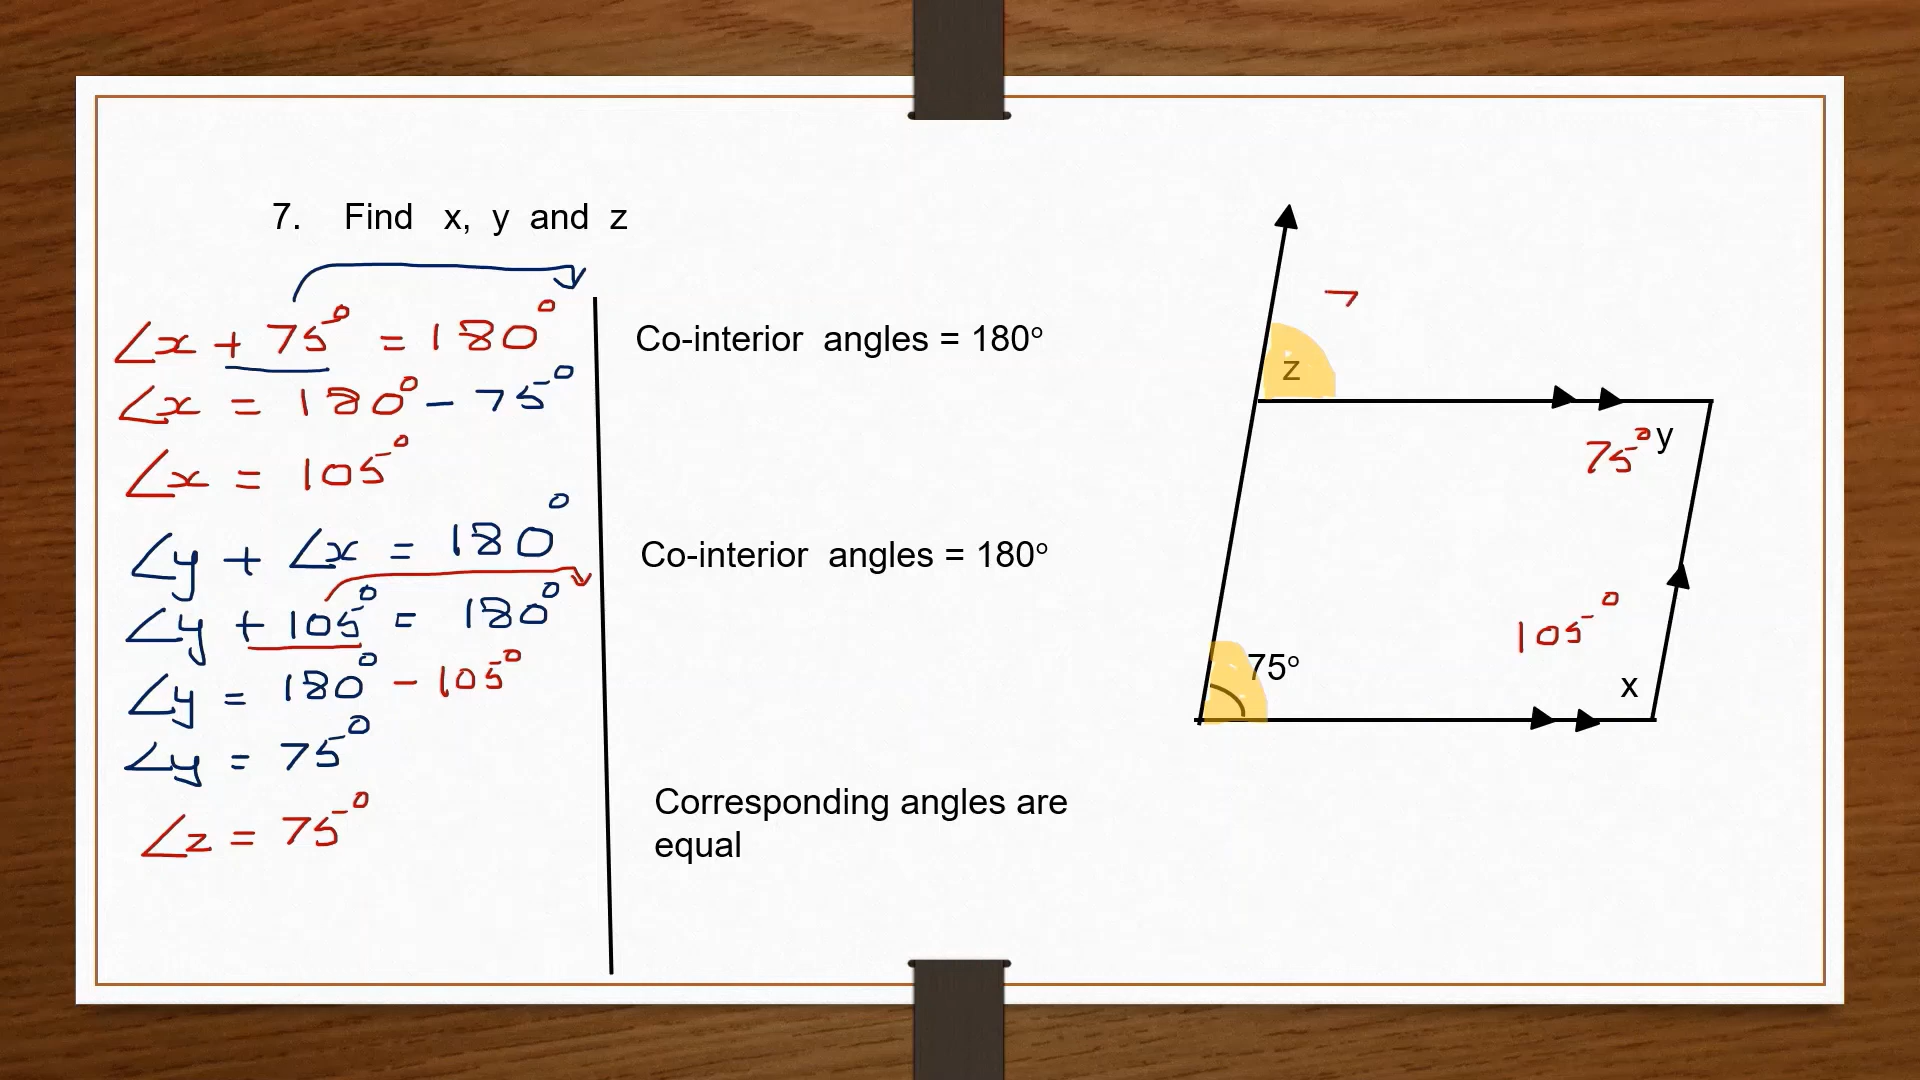 7. Find x, y and z
∠x + 75° = 180°
Co-interior angles = 180°
∠x = 180° - 75°
∠x = 105°
∠y + ∠x = 180°
Co-interior angles = 180°
∠y + 105° = 180°
∠y = 180° - 105°
∠y = 75°
∠z = 75°
Corresponding angles are
equal
z
75° y
105°
75°
x